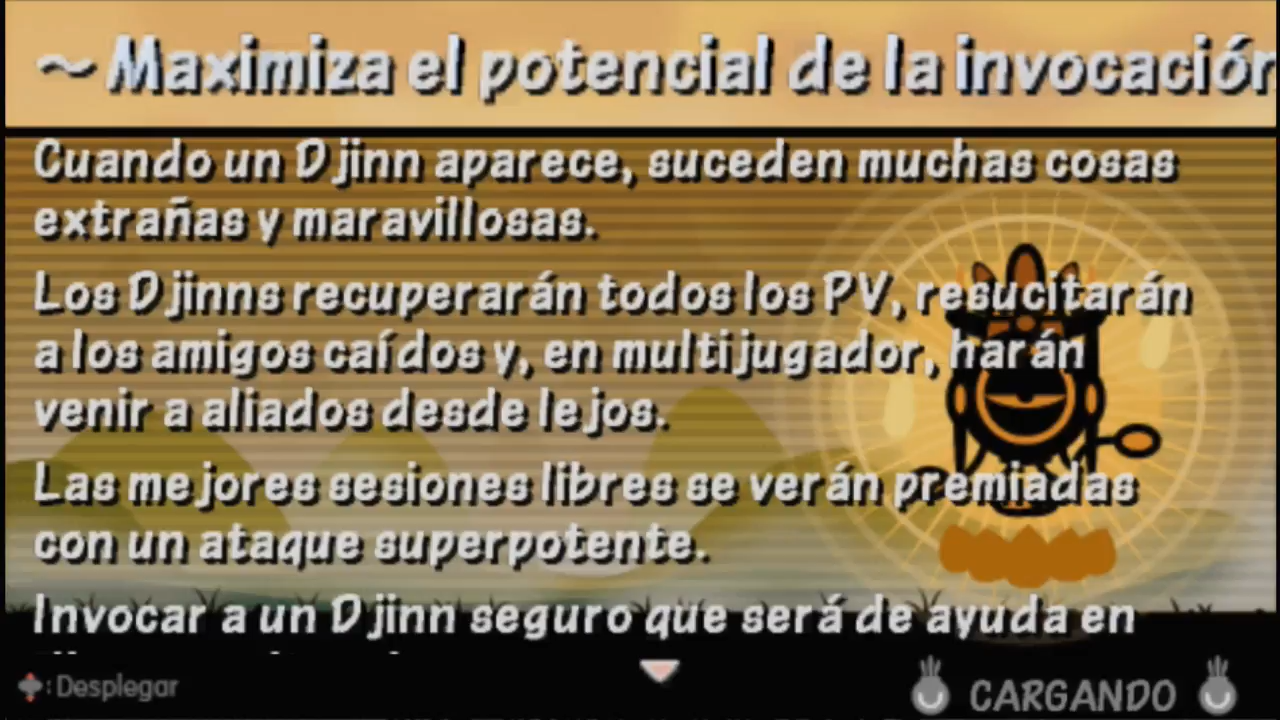 ~Maximiza el potencial de la invocación
Cuando un Djinn aparece, suceden muchas cosas
extrañas y maravillosas.
Los Djinns recuperarán todos los PV, resucitarán
a los amigos caídos y, en multijugador, harán
venir a aliados desde lejos.
Las mejores sesiones libres se verán premiadas
con un ataque superpotente.
Invocar a un Djinn seguro que será de ayuda en
: Desplegar
CARGANDO